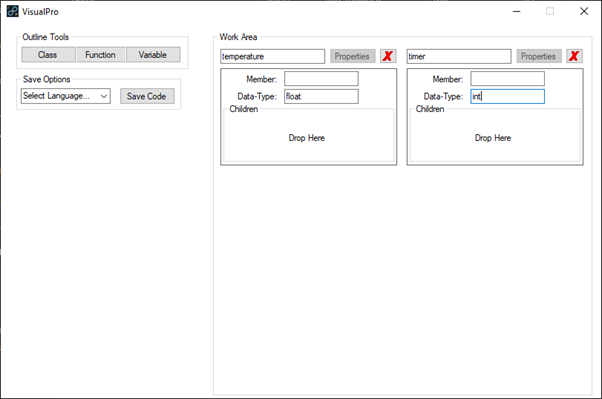 VisualPro
Outline Tools
Class Function Variable
Save Options
Select Language... Save Code
Work Area
temperature Properties X timer Properties X
Member: Member:
Data-Type: float Data-Type: int
Children Children
Drop Here Drop Here